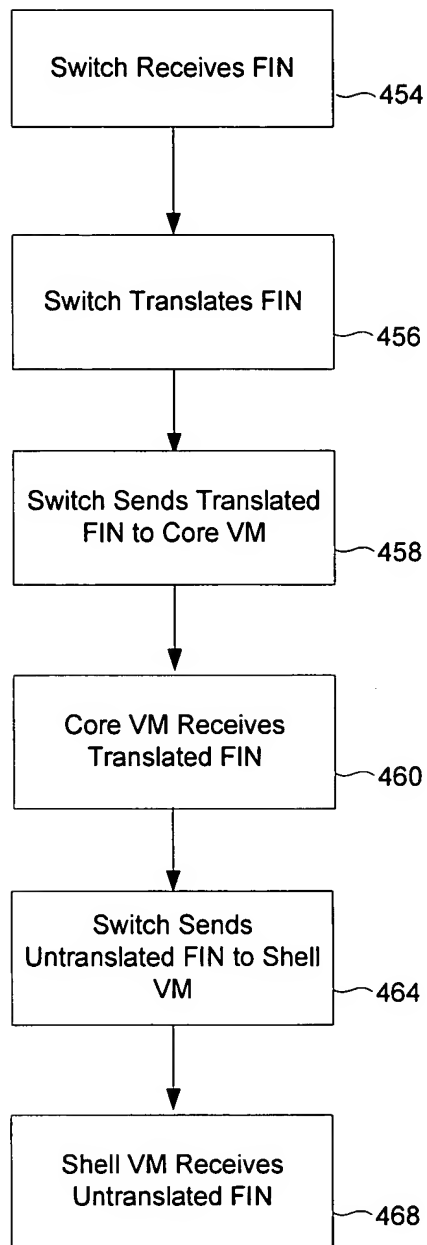 Switch Receives FIN
454
Switch Translates FIN
456
Switch Sends Translated
FIN to Core VM
458
Core VM Receives
Translated FIN
460
Switch Sends
Untranslated FIN to Shell
VM
464
Shell VM Receives
Untranslated FIN
468